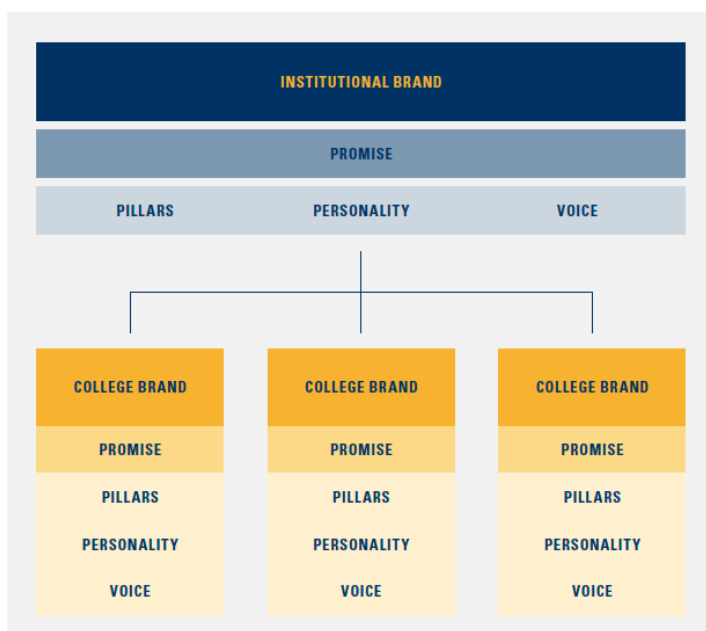 INSTITUTIONAL BRAND
PROMISE
PILLARS PERSONALITY VOICE
COLLEGE BRAND COLLEGE BRAND COLLEGE BRAND
PROMISE PROMISE PROMISE
PILLARS PILLARS PILLARS
PERSONALITY PERSONALITY PERSONALITY
VOICE VOICE VOICE